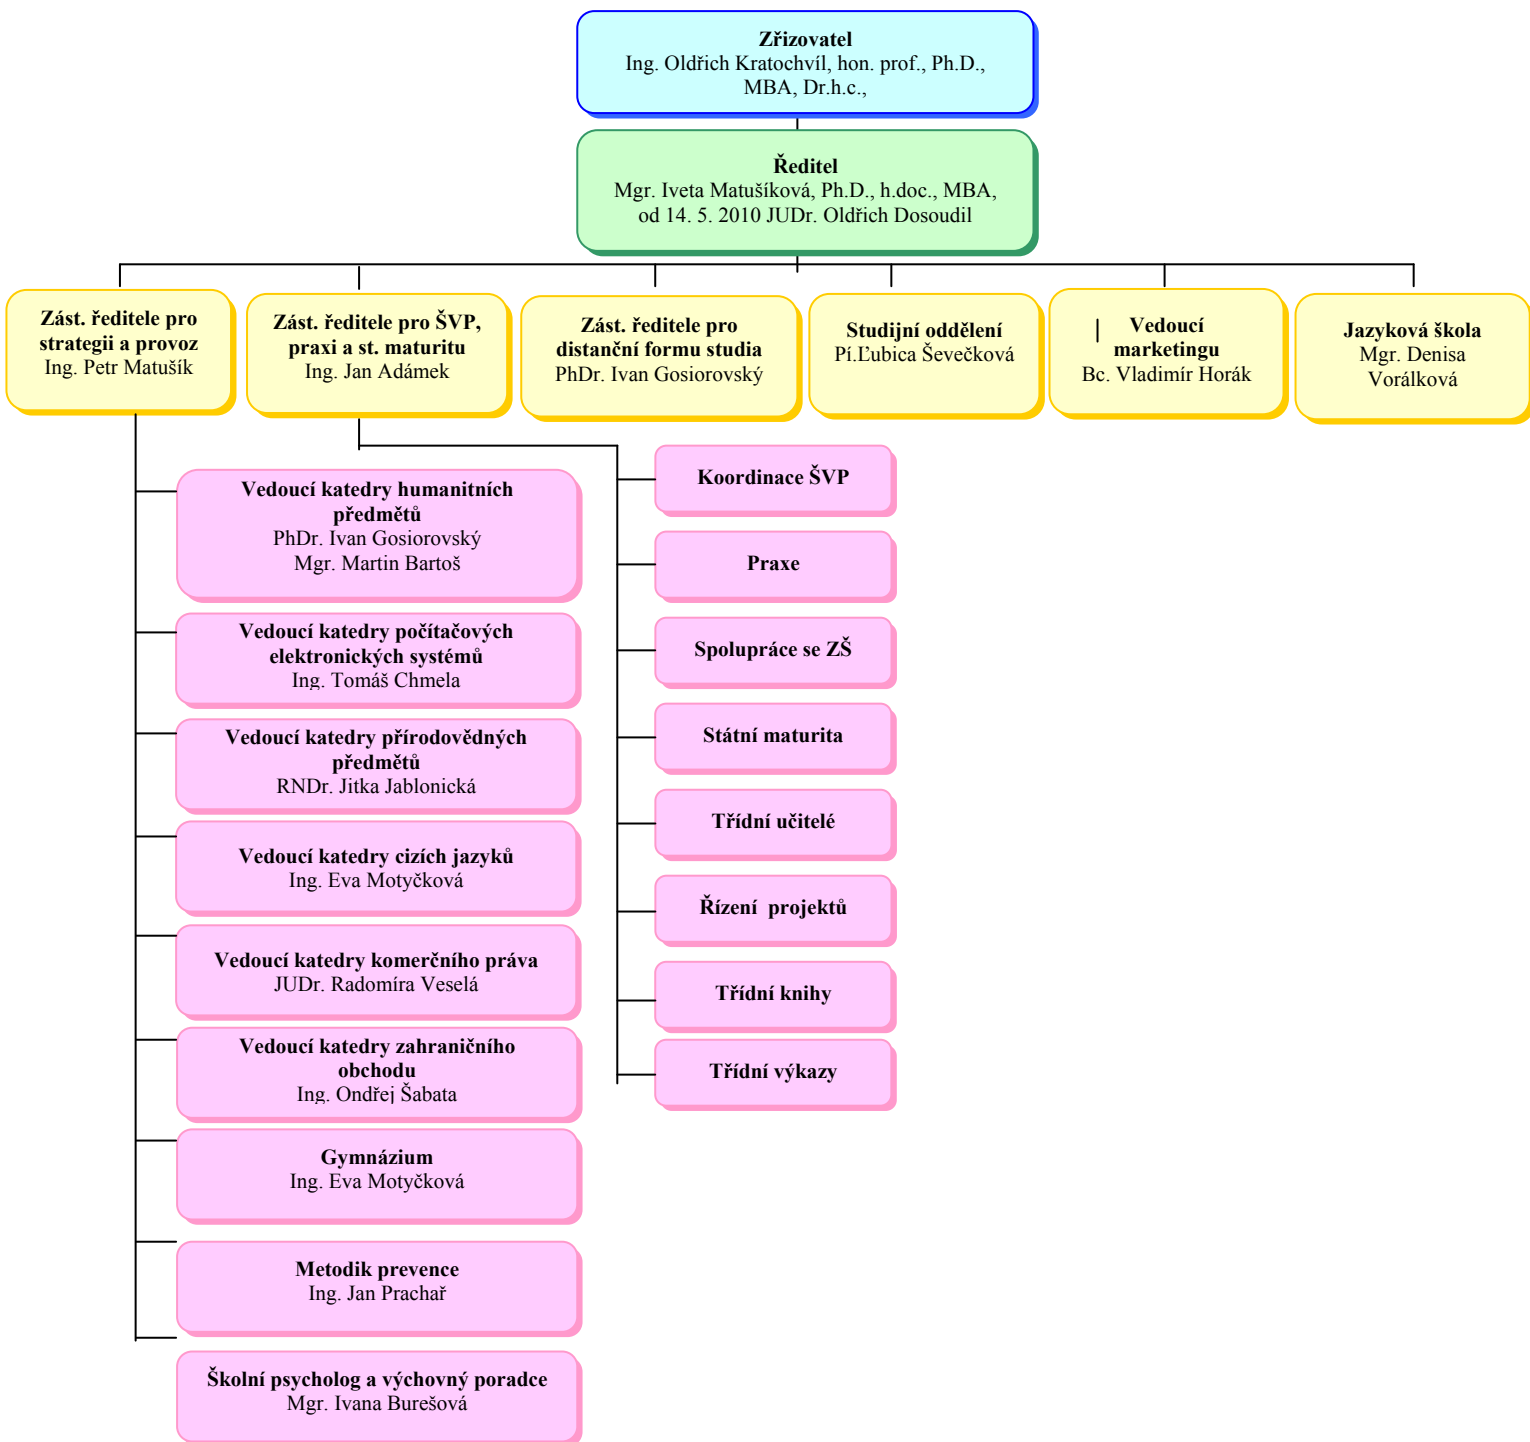 Zřizovatel
Ing. Oldřich Kratochvíl, hon. prof., Ph.D.,
MBA, Dr.h.c.,
Ředitel
Mgr. Iveta Matušíková, Ph.D., h.doc., MBA,
od 14. 5. 2010 JUDr. Oldřich Dosoudil
Zást. ředitele pro
strategii a provoz
Ing. Petr Matušík
Zást. ředitele pro ŠVP,
praxi a st. maturitu
Ing. Jan Adámek
Zást. ředitele pro
distanční formu studia
PhDr. Ivan Gosiorovský
Studijní oddělení
Pí.Ľubica Ševečková
Vedoucí
marketingu
Bc. Vladimír Horák
Jazyková škola
Mgr. Denisa
Vorálková
Vedoucí katedry humanitních
předmětů
PhDr. Ivan Gosiorovský
Mgr. Martin Bartoš
Vedoucí katedry počítačových
elektronických systémů
Ing. Tomáš Chmela
Vedoucí katedry přírodovědných
předmětů
RNDr. Jitka Jablonická
Vedoucí katedry cizích jazyků
Ing. Eva Motyčková
Vedoucí katedry komerčního práva
JUDr. Radomíra Veselá
Vedoucí katedry zahraničního
obchodu
Ing. Ondřej Šabata
Gymnázium
Ing. Eva Motyčková
Metodik prevence
Ing. Jan Prachař
Školní psycholog a výchovný poradce
Mgr. Ivana Burešová
Koordinace ŠVP
Praxe
Spolupráce se ZŠ
Státní maturita
Třídní učitelé
Řízení  projektů
Třídní knihy
Třídní výkazy